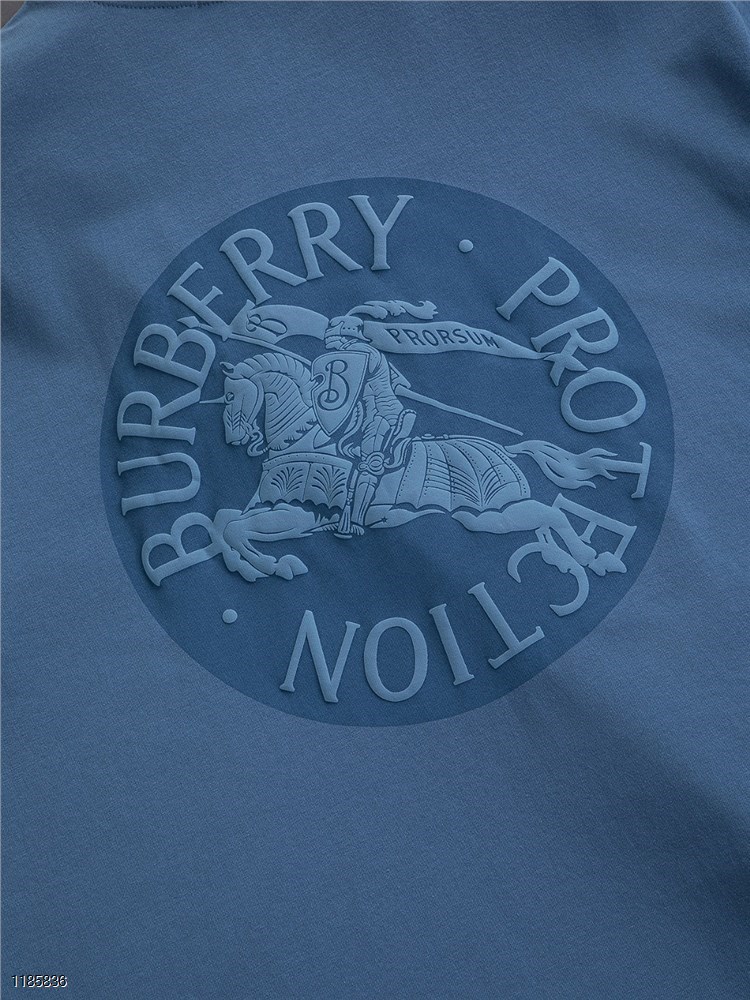 BURBERRY · PROTECTION ·
PRORSUM
B
1185836